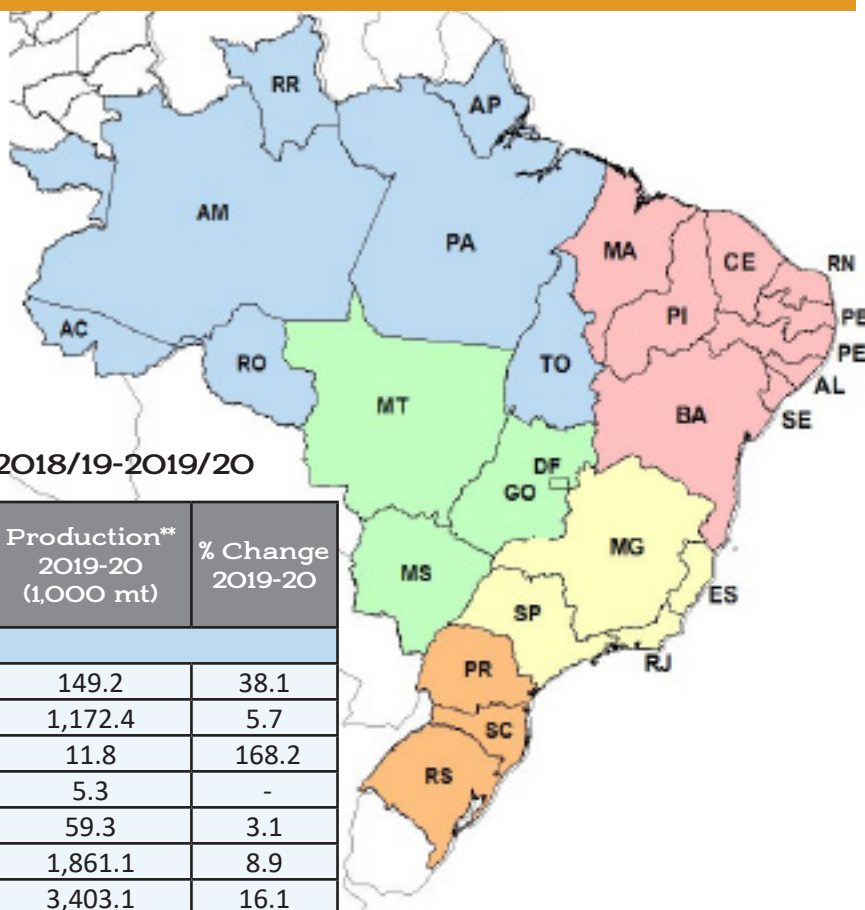 RR
AP
AM
PA
MA
CE
RN
PI
PB
AC
PE
RO
TO
AL
MT
BA
SE
2018/19-2019/20
DF
GO
Production** 2019-20 (1,000 mt)
% Change 2019-20
MG
MS
ES
SP
RJ
PR
149.2 38.1
1,172.4 5.7
SC
11.8 168.2
RS
5.3 -
59.3 3.1
1,861.1 8.9
3,403.1 16.1